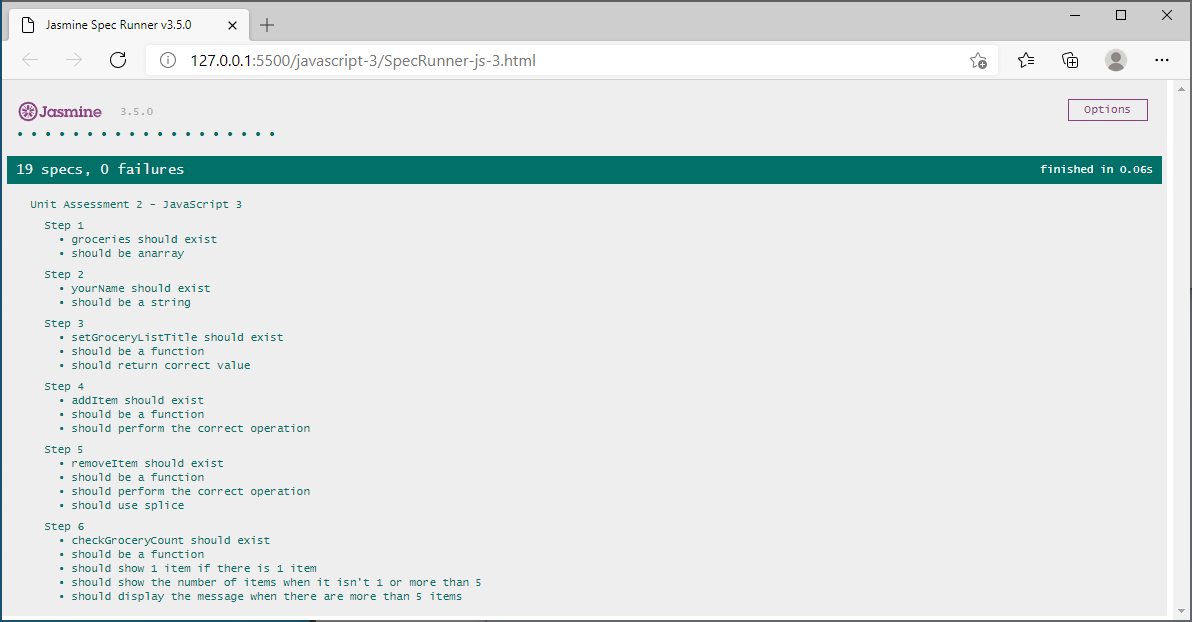 Jasmine Spec Runner v3.5.0
127.0.0.1:5500/javascript-3/SpecRunner-js-3.html
Jasmine 3.5.0
Options
• • • • • • • • • • • • • • • • • • •
19 specs, 0 failures finished in 0.06s
Unit Assessment 2 - JavaScript 3
Step 1
• groceries should exist
• should be anarray
Step 2
• yourName should exist
• should be a string
Step 3
• setGroceryListTitle should exist
• should be a function
• should return correct value
Step 4
• addItem should exist
• should be a function
• should perform the correct operation
Step 5
• removeItem should exist
• should be a function
• should perform the correct operation
• should use splice
Step 6
• checkGroceryCount should exist
• should be a function
• should show 1 item if there is 1 item
• should show the number of items when it isn't 1 or more than 5
• should display the message when there are more than 5 items